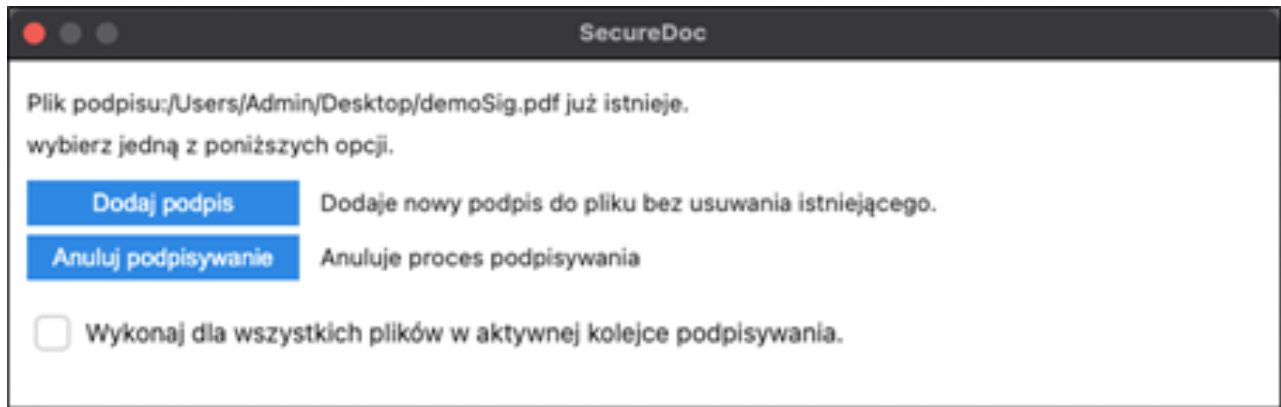 SecureDoc
Plik podpisu:/Users/Admin/Desktop/demoSig.pdf już istnieje.
wybierz jedną z poniższych opcji.
Dodaj podpis Dodaje nowy podpis do pliku bez usuwania istniejącego.
Anuluj podpisywanie Anuluje proces podpisywania
Wykonaj dla wszystkich plików w aktywnej kolejce podpisywania.